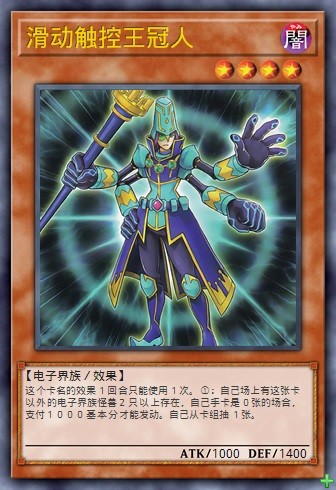 滑动触控王冠人
闇
【电子界族／效果】
这个卡名的效果１回合只能使用１次。①：自己场上有这张卡
以外的电子界族怪兽２只以上存在，自己手卡是０张的场合，
支付１０００基本分才能发动。自己从卡组抽１张。
ATK/1000 DEF/1400